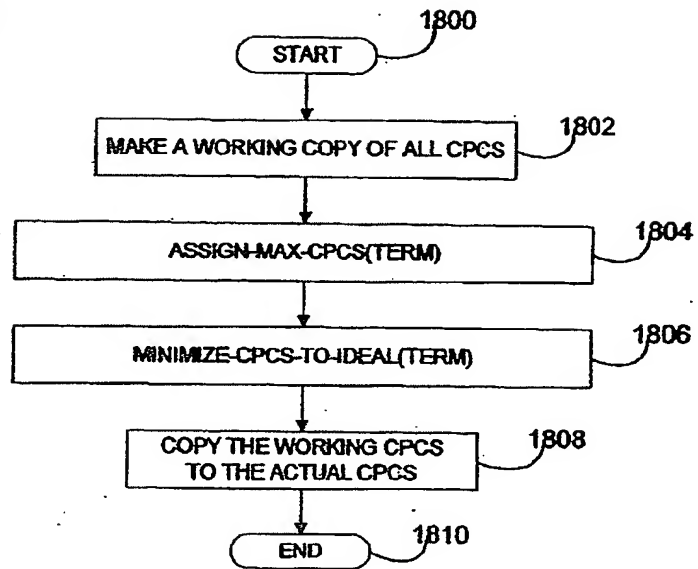 1800
START
1802
MAKE A WORKING COPY OF ALL CPCS
1804
ASSIGN-MAX-CPCS(TERM)
1806
MINIMIZE-CPCS-TO-IDEAL(TERM)
COPY THE WORKING CPCS
TO THE ACTUAL CPCS
1808
END
1810